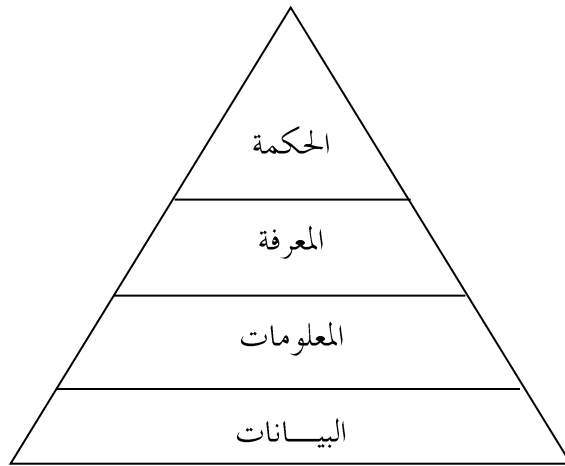 الحكمة
المعرفة
المعلومات
البيـــانات